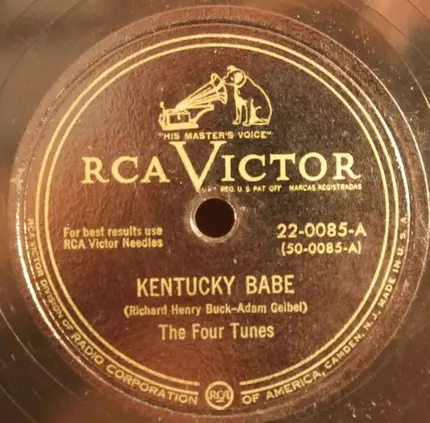 "HIS MASTER'S VOICE"
RCA VICTOR
REG. U S PAT OFF MARCAS REGISTRADAS
For best results use
RCA Victor Needles
22-0085-A
(50-0085-A)
KENTUCKY BABE
(Richard Henry Buck-Adam Geibel)
The Four Tunes
RCA VICTOR DIVISION OF RADIO CORPORATION OF AMERICA, CAMDEN, N. J. MADE IN U. S. A.
RCA